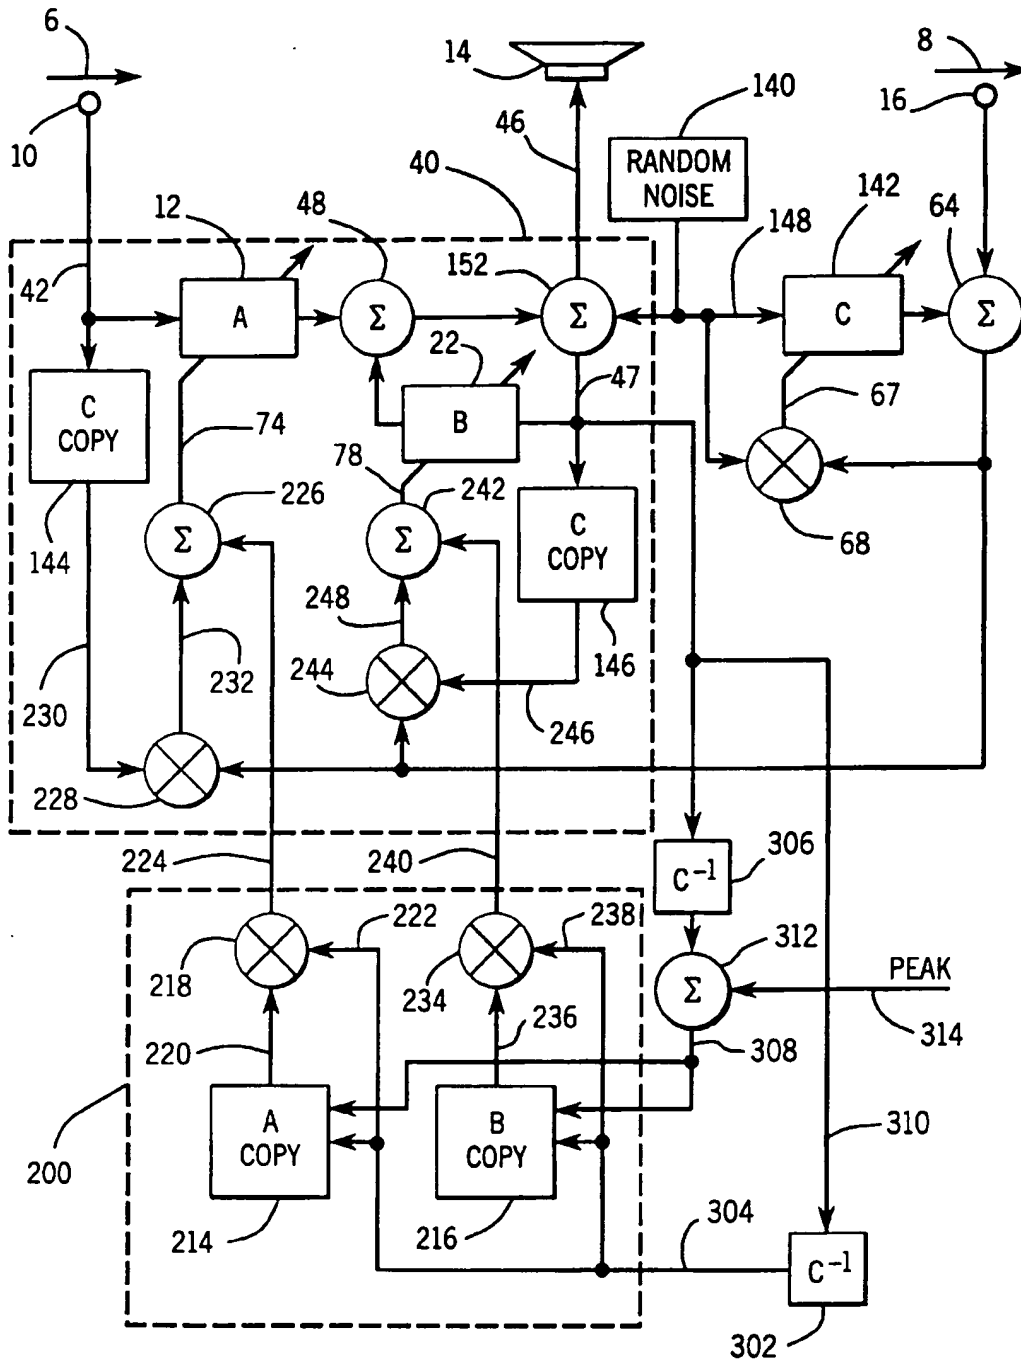 6
8
14
140
16
10
46
RANDOM
NOISE
40
142
12
48
64
148
152
42
A
Σ
Σ
C
Σ
22
47
C
COPY
B
67
74
78
226
242
Σ
Σ
C
COPY
144
68
248
244
232
146
230
246
228
224
240
306
C⁻¹
222
238
312
218
234
PEAK
Σ
220
236
308
314
A
COPY
B
COPY
310
200
304
214
216
C⁻¹
302